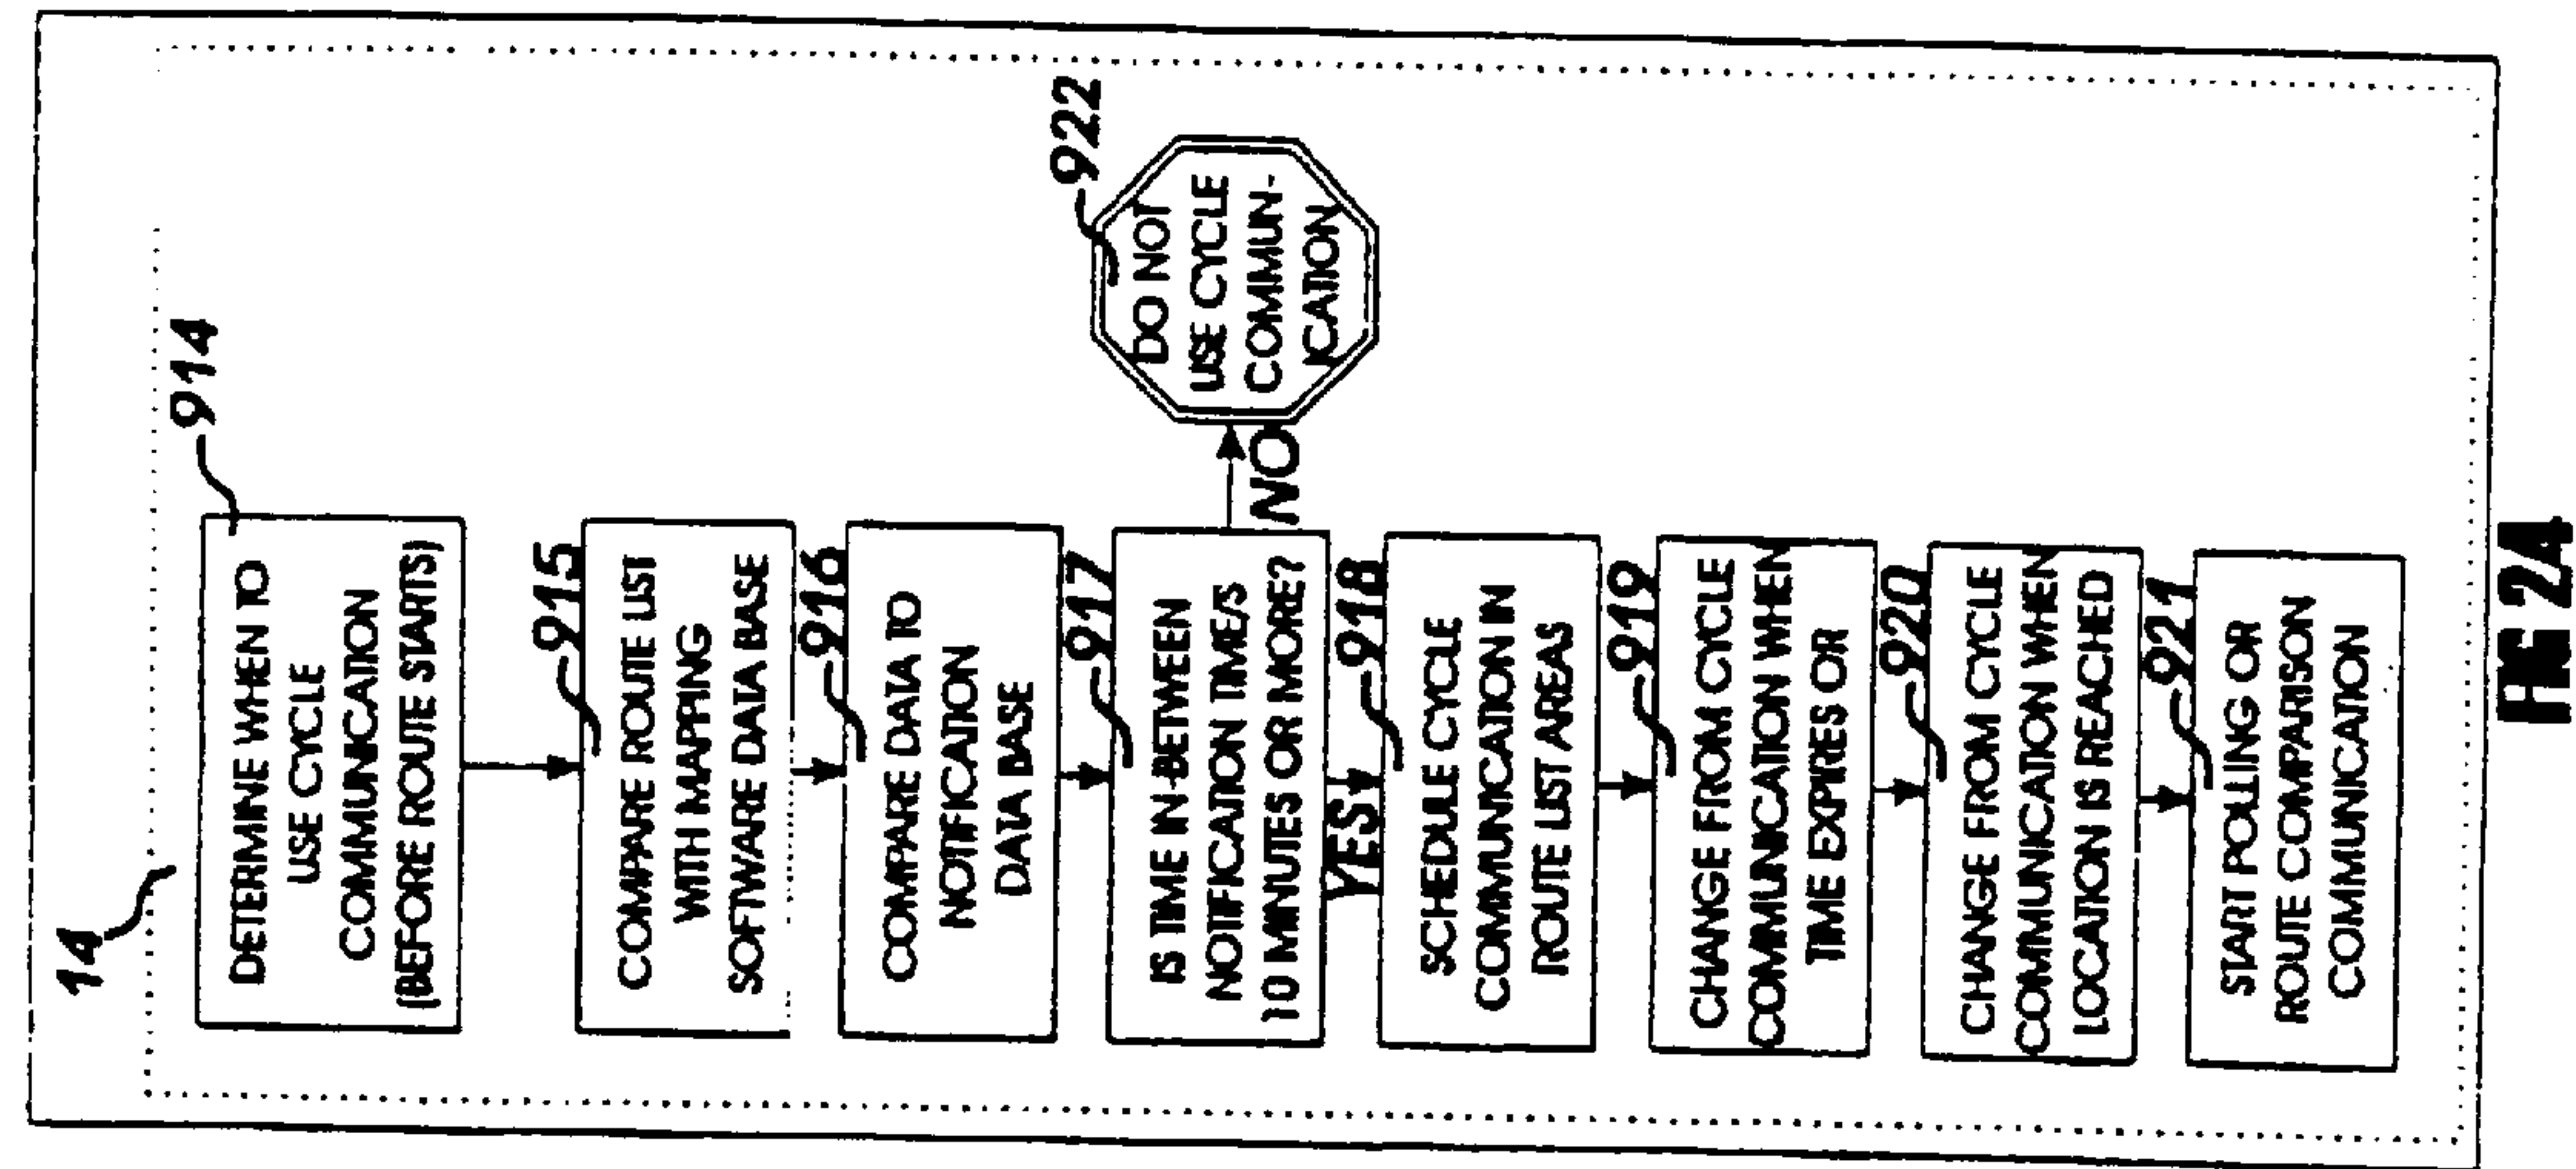 14
914
DETERMINE WHEN TO
USE CYCLE
COMMUNICATION
(BEFORE ROUTE STARTS)
915
COMPARE ROUTE LIST
WITH MAPPING
SOFTWARE DATA BASE
916
COMPARE DATA TO
NOTIFICATION
DATA BASE
917
IS TIME IN-BETWEEN
NOTIFICATION TIME/S
10 MINUTES OR MORE?
NO
922
DO NOT
USE CYCLE
COMMUN-
ICATION
YES
918
SCHEDULE CYCLE
COMMUNICATION IN
ROUTE LIST AREAS
919
CHANGE FROM CYCLE
COMMUNICATION WHEN
TIME EXPIRES OR
920
CHANGE FROM CYCLE
COMMUNICATION WHEN
LOCATION IS REACHED
921
START POLLING OR
ROUTE COMPARISON
COMMUNICATION
FIG 2A